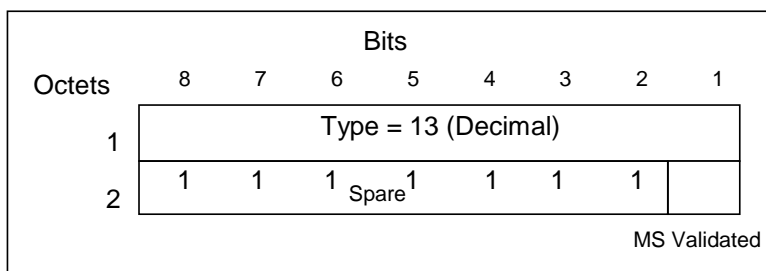 Bits
Octets 8 7 6 5 4 3 2 1
1 Type = 13 (Decimal)
2 1 1 1 Spare 1 1 1 1
MS Validated